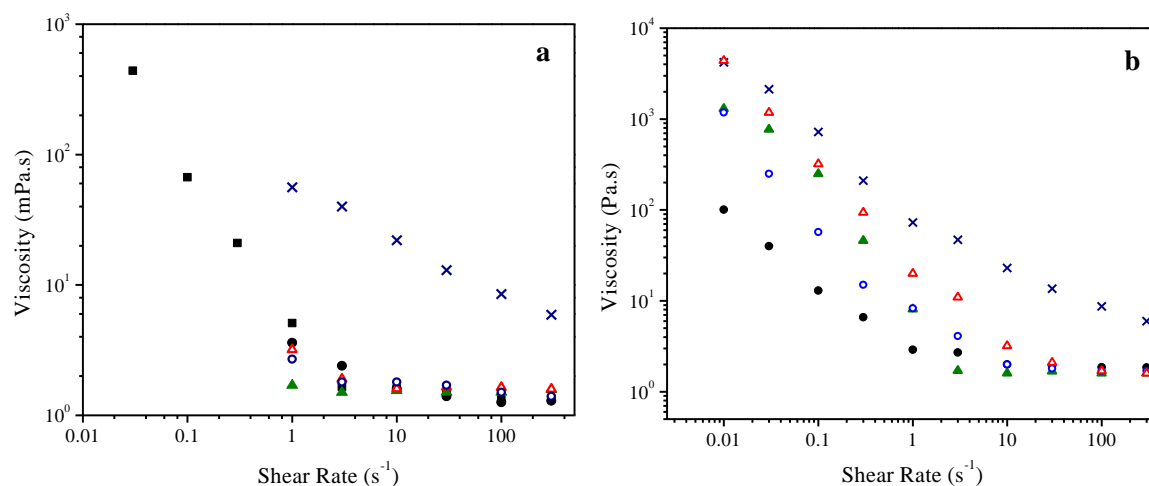 a
10³
10²
10¹
10⁰
Viscosity (mPa.s)
0.01 0.1 1 10 100
Shear Rate (s⁻¹)
b
10⁴
10³
10²
10¹
10⁰
Viscosity (Pa.s)
0.01 0.1 1 10 100
Shear Rate (s⁻¹)